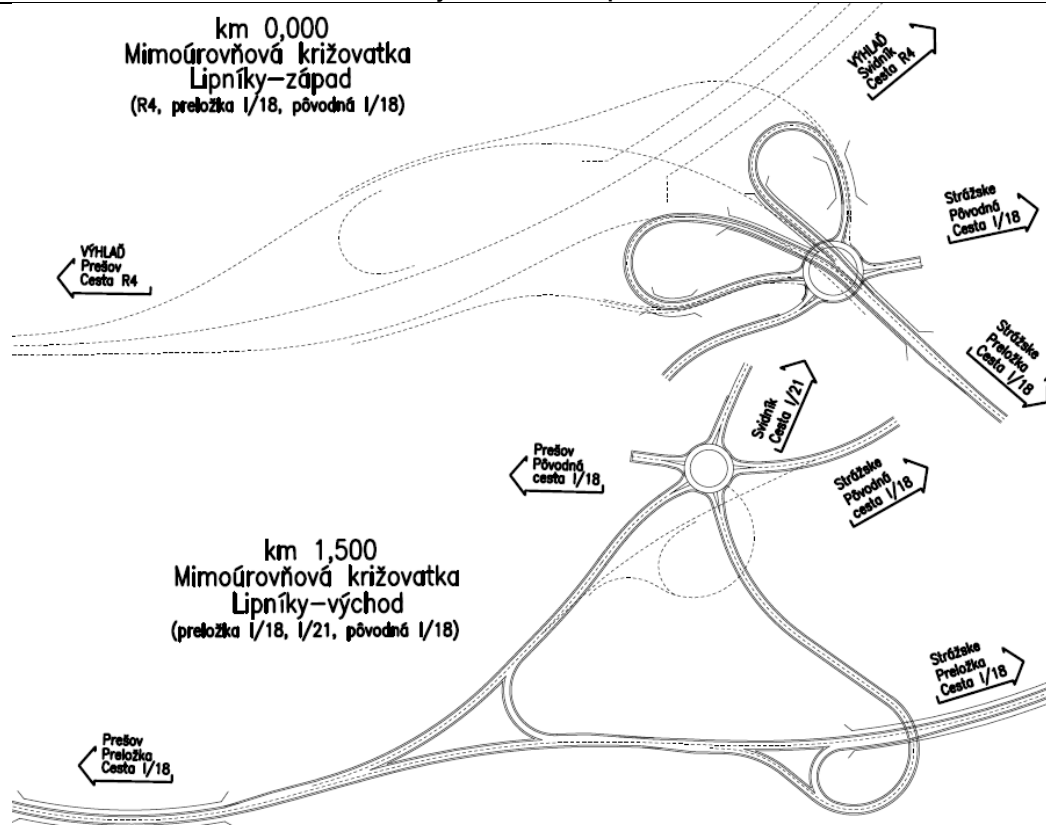 km 0,000
Mimoúrovňová križovatka
Lipníky–západ
(R4, preložka I/18, pôvodná I/18)
VÝHLAĎ
Svidník
Cesta R4
Strážske
Pôvodná
Cesta I/18
VÝHLAĎ
Prešov
Cesta R4
Strážske
Preložka
Cesta I/18
Svidník
Cesta I/21
Prešov
Pôvodná
cesta I/18
Strážske
Pôvodná
cesta I/18
km 1,500
Mimoúrovňová križovatka
Lipníky–východ
(preložka I/18, I/21, pôvodná I/18)
Strážske
Preložka
Cesta I/18
Prešov
Preložka
Cesta I/18